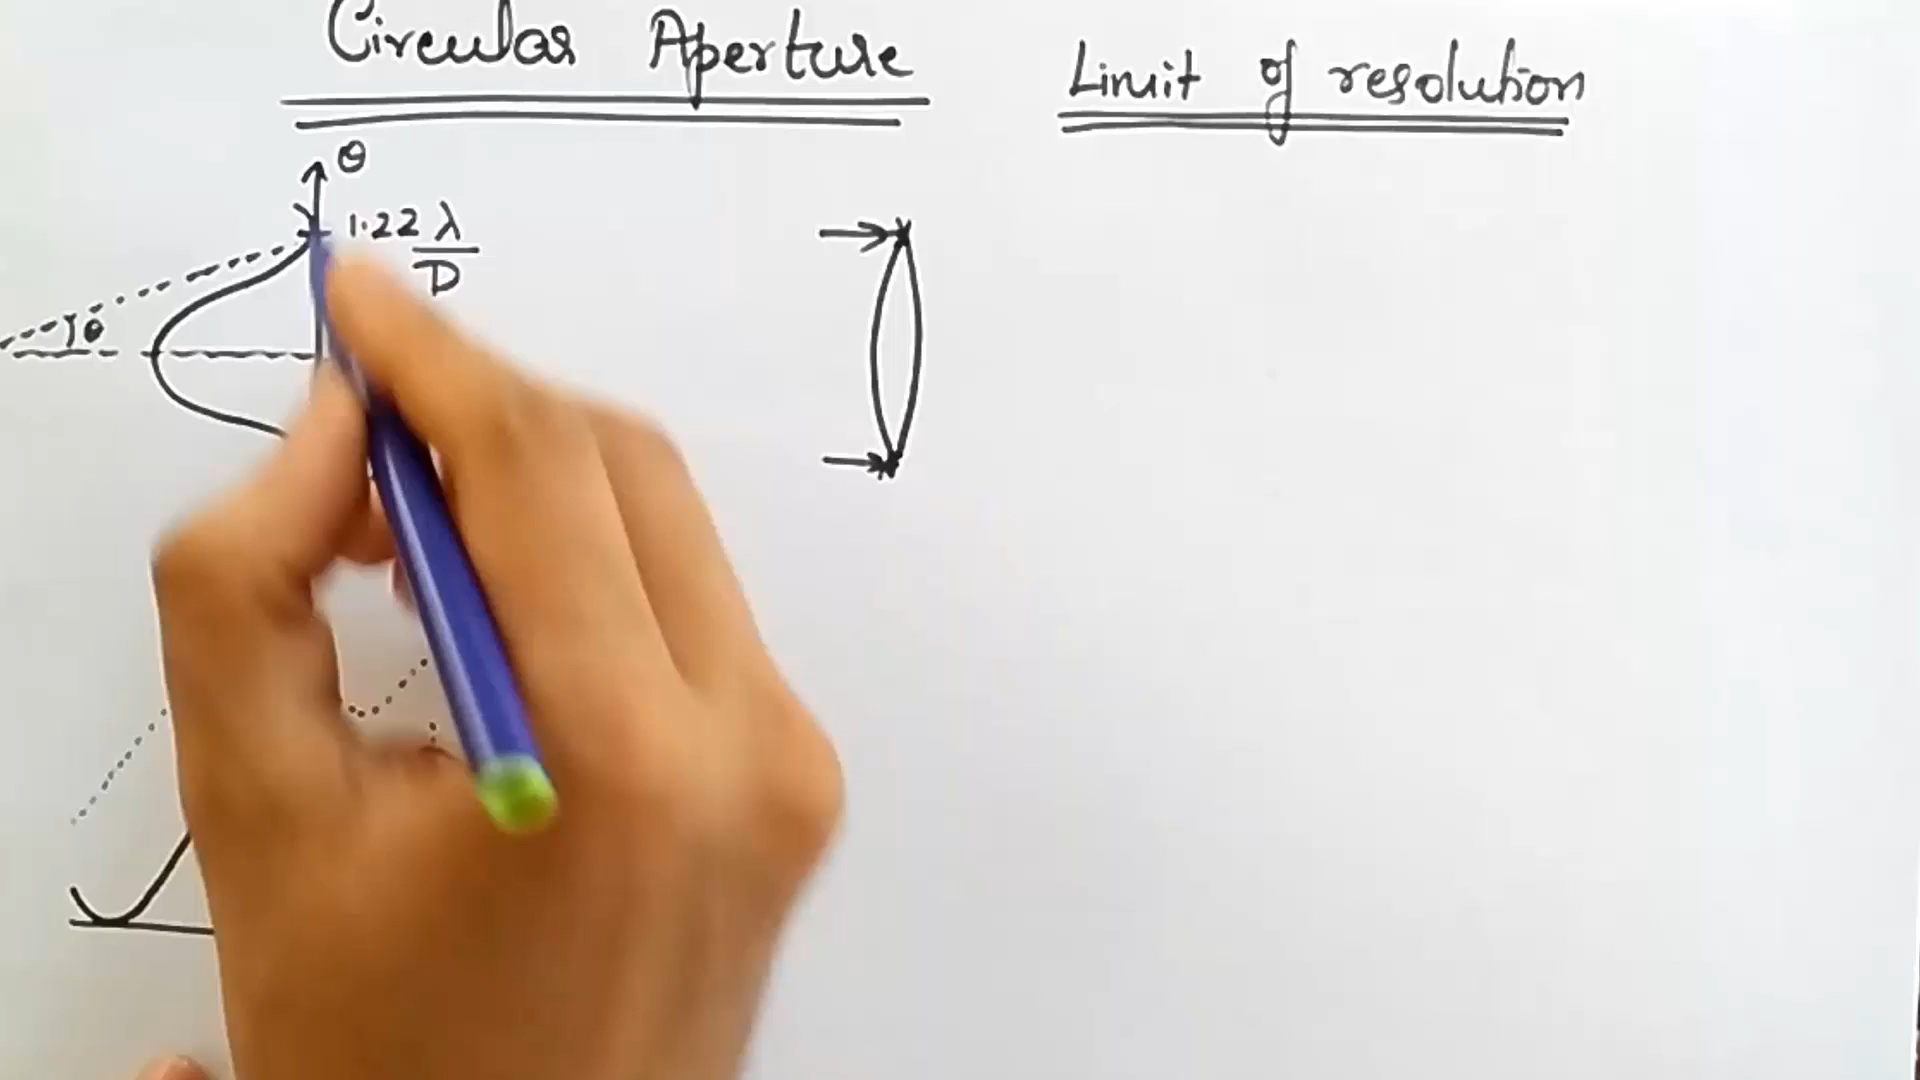 Circular Aperture
Limit of resolution
θ
1.22 λ
D
θ